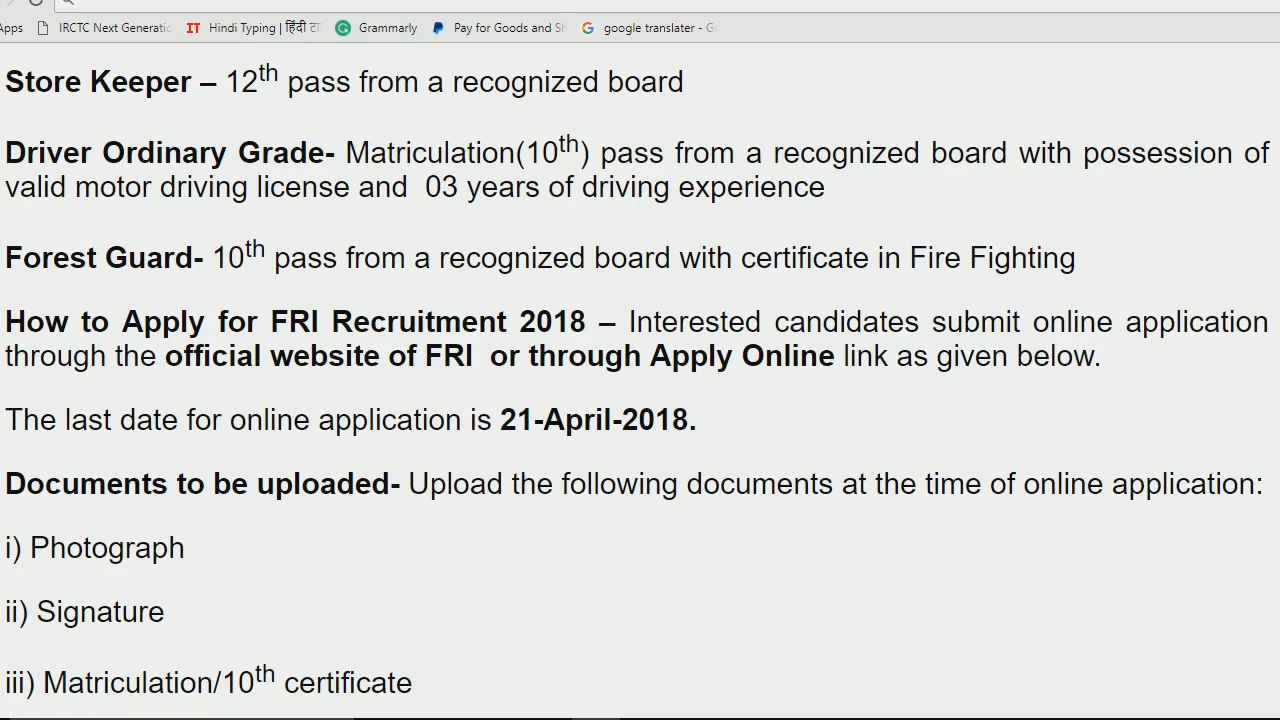 Apps IRCTC Next Generatic IT Hindi Typing | हिंदी टा Grammarly Pay for Goods and Sh google translater - G
Store Keeper – 12th pass from a recognized board
Driver Ordinary Grade- Matriculation(10th) pass from a recognized board with possession of
valid motor driving license and 03 years of driving experience
Forest Guard- 10th pass from a recognized board with certificate in Fire Fighting
How to Apply for FRI Recruitment 2018 – Interested candidates submit online application
through the official website of FRI or through Apply Online link as given below.
The last date for online application is 21-April-2018.
Documents to be uploaded- Upload the following documents at the time of online application:
i) Photograph
ii) Signature
iii) Matriculation/10th certificate